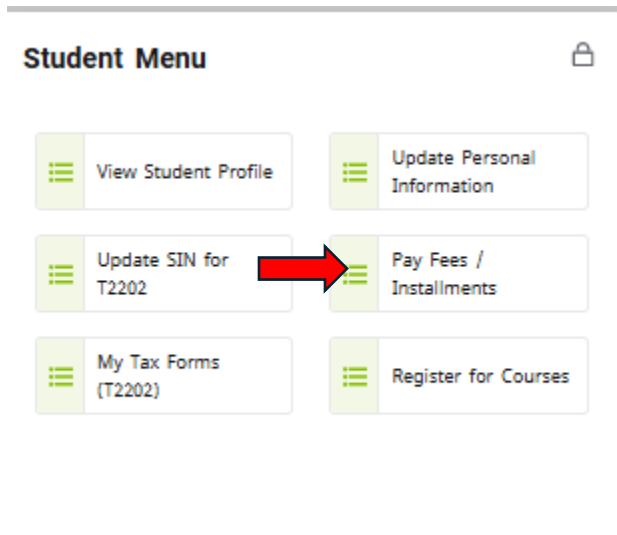 Student Menu
View Student Profile
Update Personal
Information
Update SIN for
T2202
Pay Fees /
Installments
My Tax Forms
(T2202)
Register for Courses